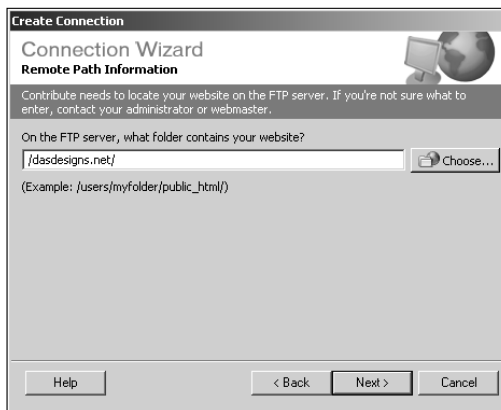 Create Connection
Connection Wizard
Remote Path Information
Contribute needs to locate your website on the FTP server. If you're not sure what to
enter, contact your administrator or webmaster.
On the FTP server, what folder contains your website?
/dasdesigns.net/
Choose...
(Example: /users/myfolder/public_html/)
Help
< Back
Next >
Cancel